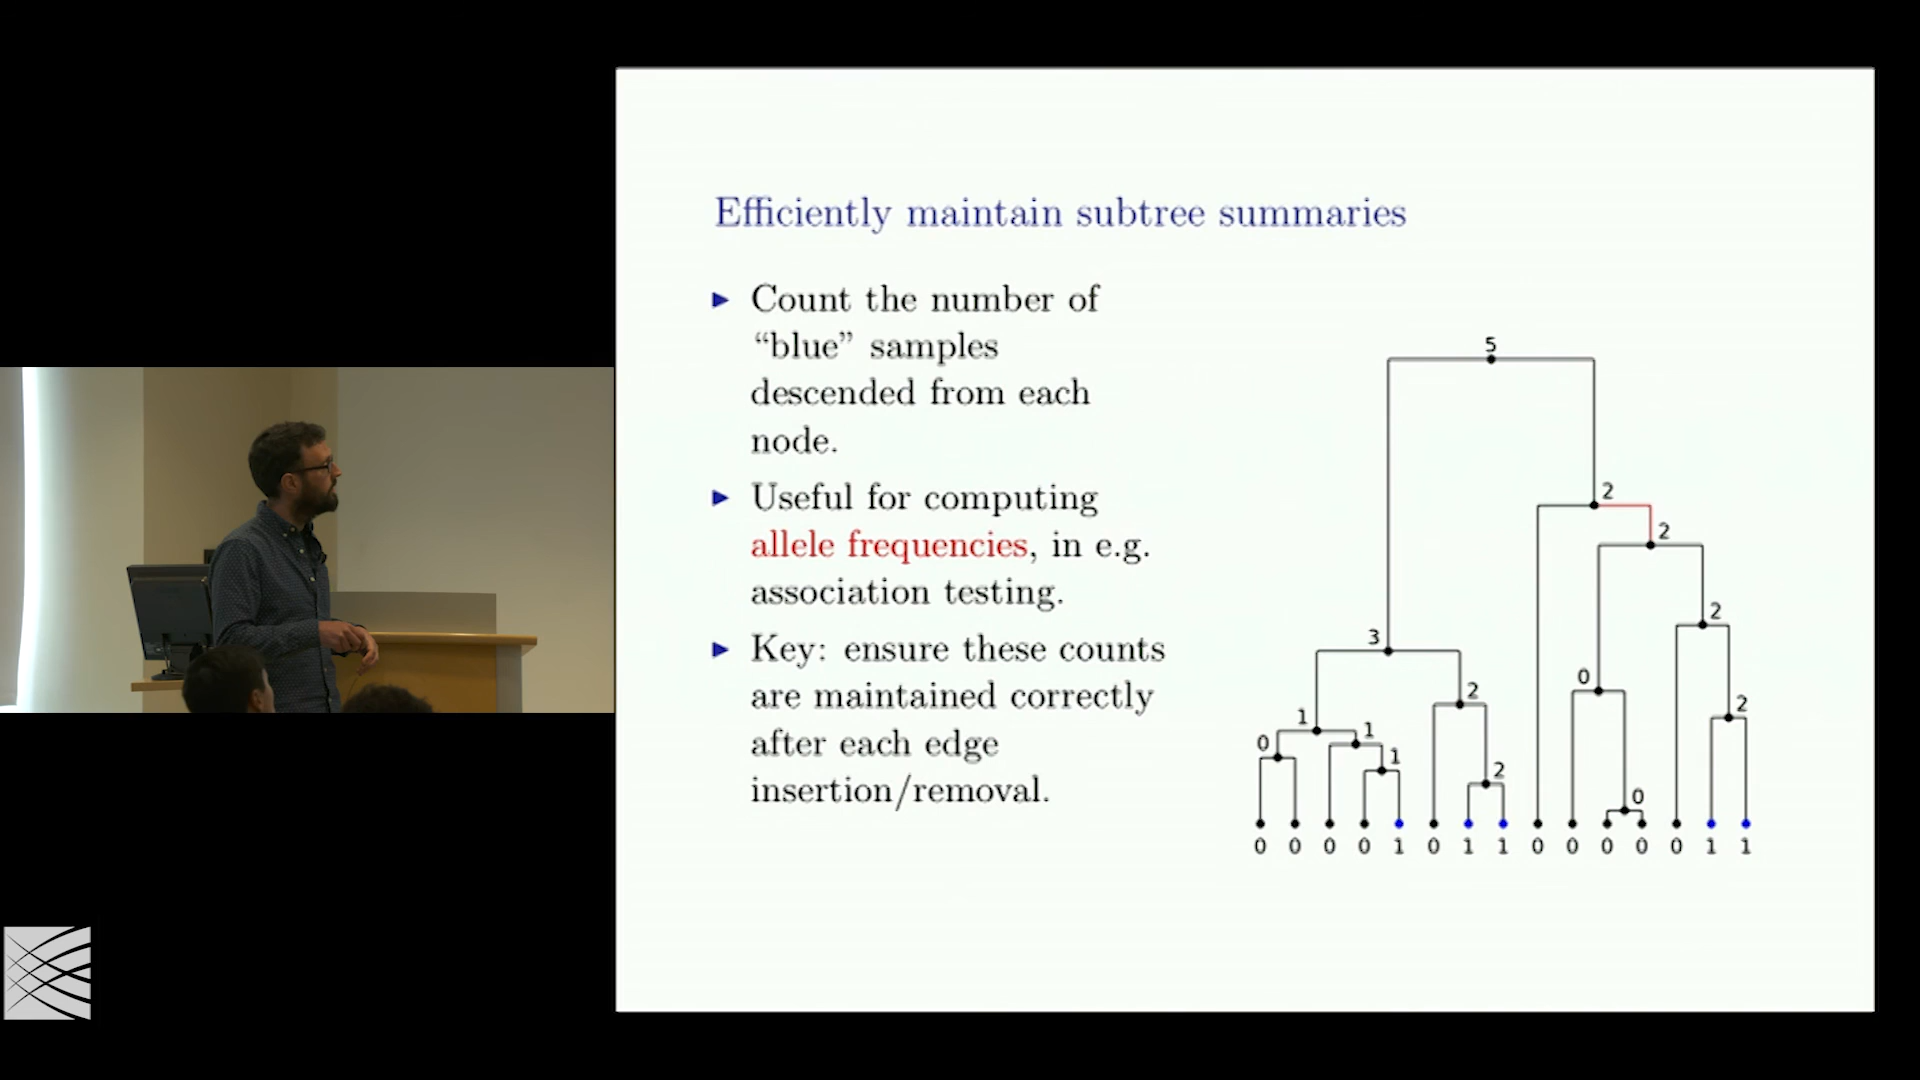 Efficiently maintain subtree summaries
Count the number of
“blue” samples
descended from each
node.
Useful for computing
allele frequencies, in e.g.
association testing.
Key: ensure these counts
are maintained correctly
after each edge
insertion/removal.
5
2
2
2
3
0
2
2
1
1
0
1
2
0
0 0 0 0 1 0 1 1 0 0 0 0 0 1 1